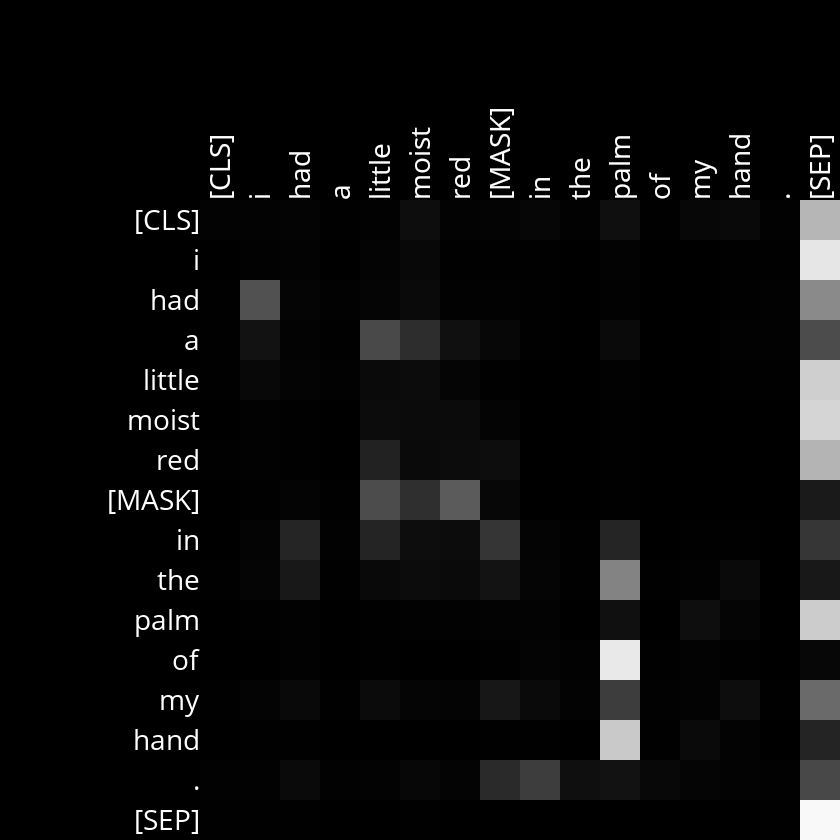 [CLS] i had a little moist red [MASK] in the palm of my hand . [SEP]
[CLS]
i
had
a
little
moist
red
[MASK]
in
the
palm
of
my
hand
.
[SEP]